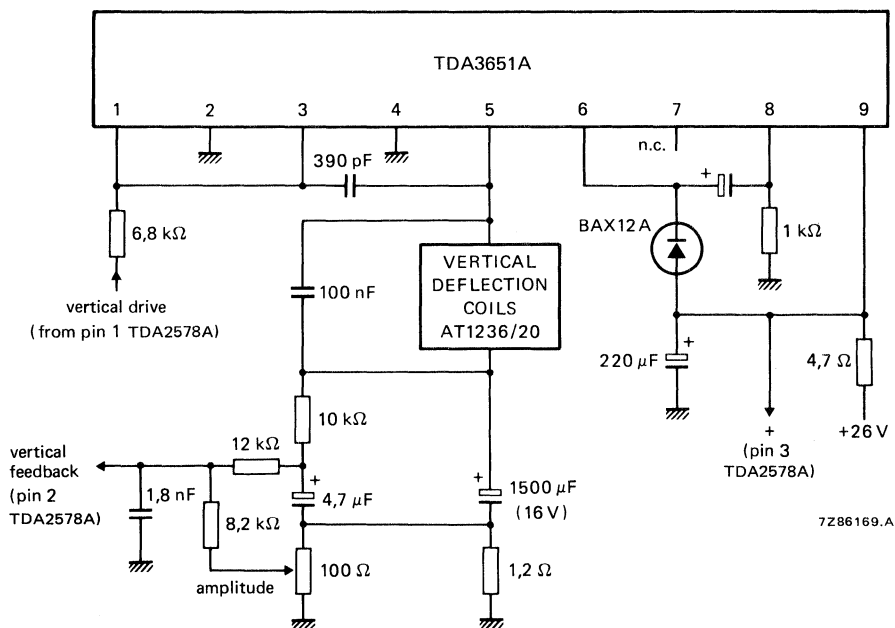 TDA3651A
1 2 3 4 5 6 7 8 9
n.c.
390 pF
+
6,8 kΩ
BAX12A
1 kΩ
VERTICAL
DEFLECTION
COILS
AT1236/20
100 nF
vertical drive
(from pin 1 TDA2578A)
+
220 μF
4,7 Ω
10 kΩ
+26 V
+
(pin 3
TDA2578A)
12 kΩ
vertical
feedback
(pin 2
TDA2578A)
1,8 nF
+
4,7 μF
+
1500 μF
(16 V)
8,2 kΩ
7Z86169.A
amplitude
100 Ω
1,2 Ω